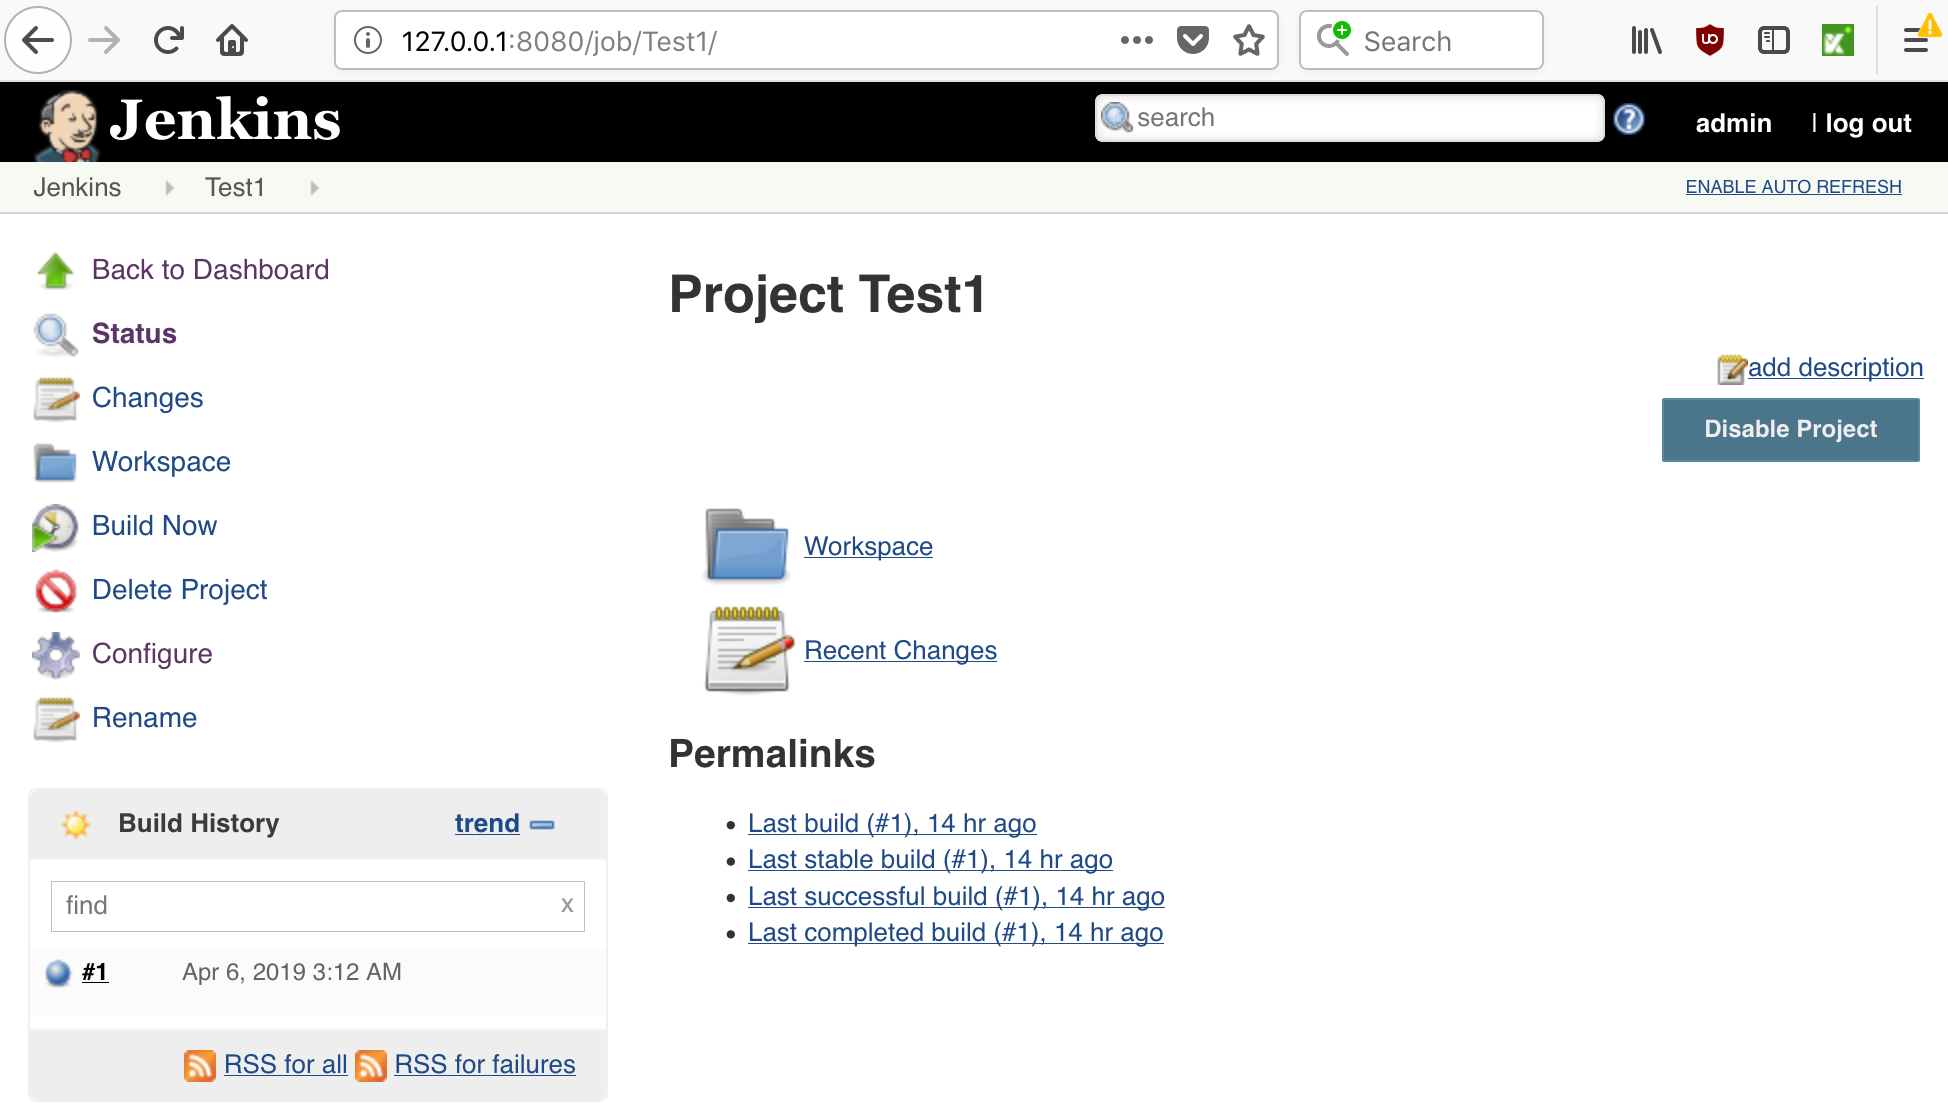 127.0.0.1:8080/job/Test1/
Search
Jenkins
search
admin
| log out
Jenkins
Test1
ENABLE AUTO REFRESH
Back to Dashboard
Status
Changes
Workspace
Build Now
Delete Project
Configure
Rename
Build History
trend
find
x
#1
Apr 6, 2019 3:12 AM
RSS for all
RSS for failures
Project Test1
add description
Disable Project
Workspace
Recent Changes
Permalinks
Last build (#1), 14 hr ago
Last stable build (#1), 14 hr ago
Last successful build (#1), 14 hr ago
Last completed build (#1), 14 hr ago